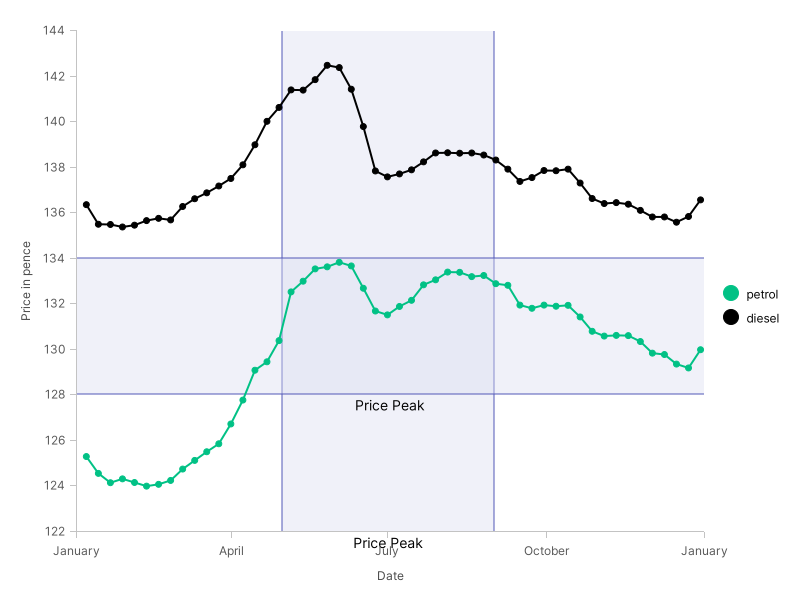 144
142
140
138
136
134
132
130
128
126
124
122
Price in pence
Price Peak
Price Peak
January
April
July
October
January
Date
petrol
diesel